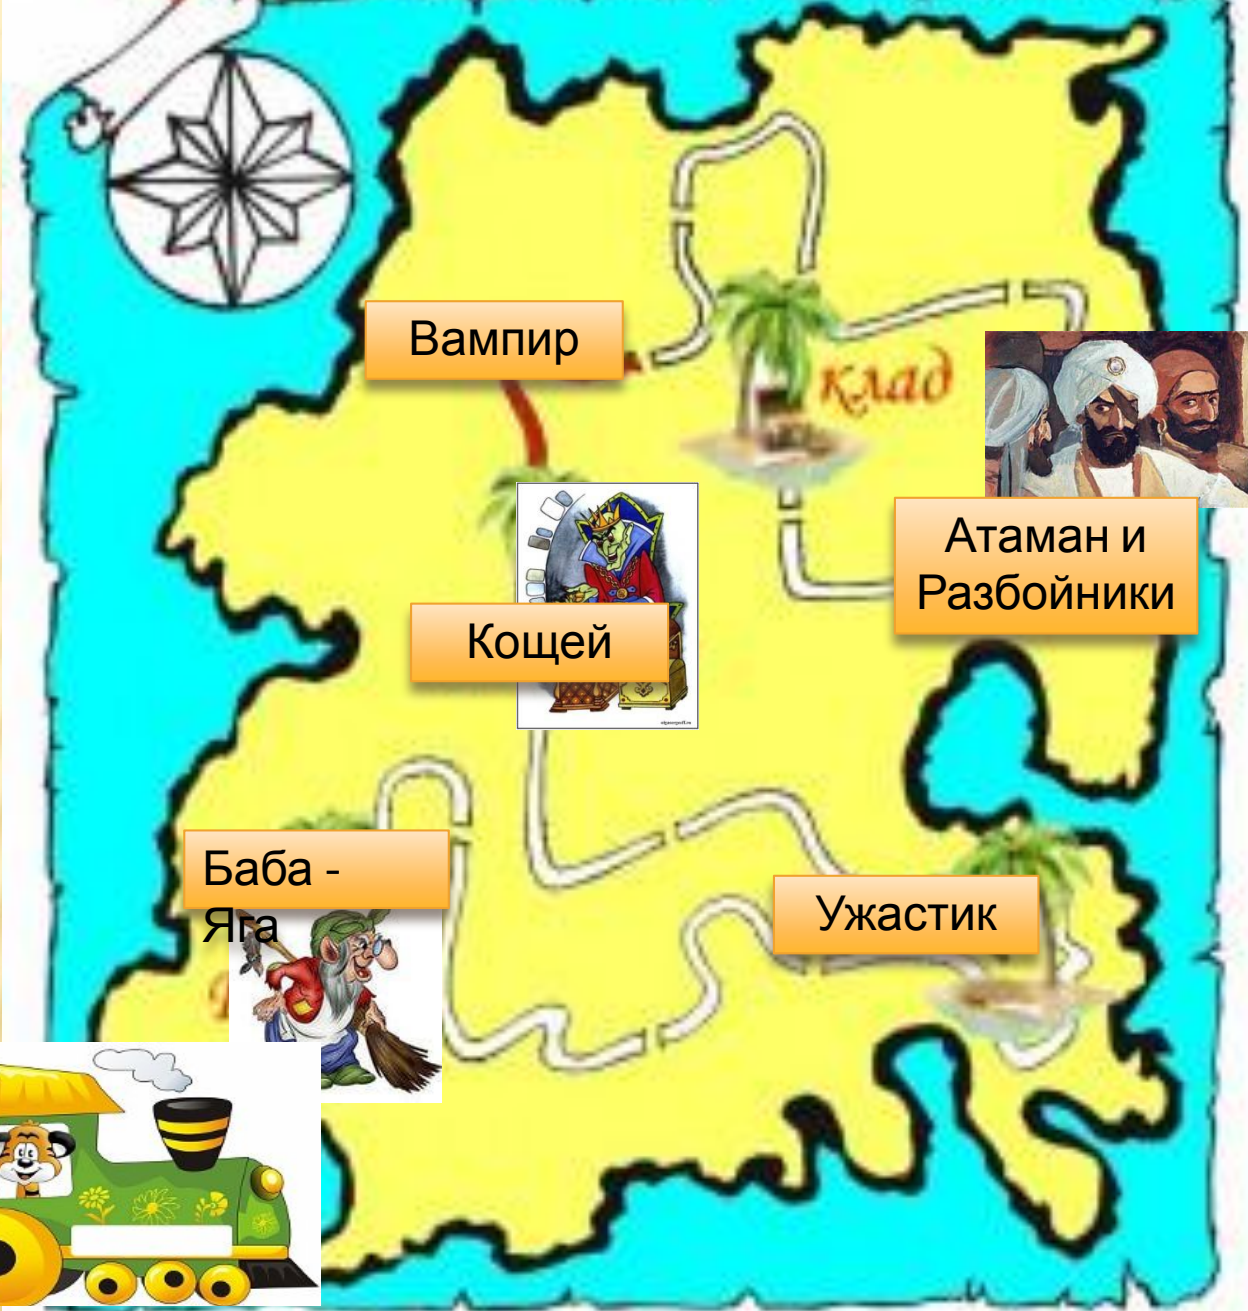 Вампир
клад
Атаман и
Разбойники
Кощей
Баба -
Яга
Ужастик